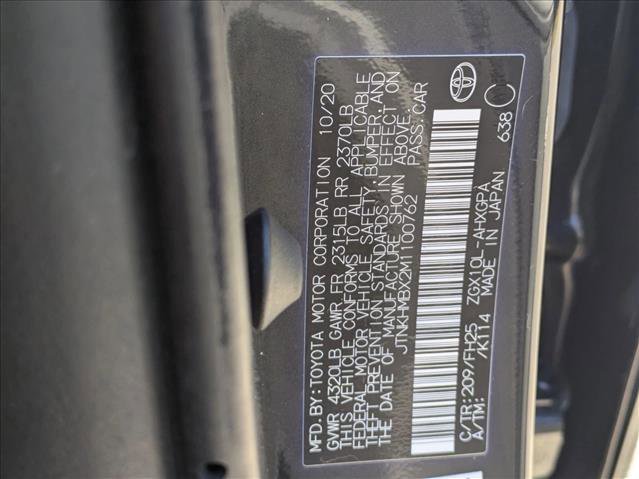 MFD.BY:TOYOTA MOTOR CORPORATION 10/20
GVWR 4320LB GAWR FR 2315LB RR 2370LB
THIS VEHICLE CONFORMS TO ALL APPLICABLE
FEDERAL MOTOR VEHICLE SAFETY, BUMPER, AND
THEFT PREVENTION STANDARDS IN EFFECT ON
THE DATE OF MANUFACTURE SHOWN ABOVE.
JTNKHMBX2M1100762 PASS.CAR
C/TR:209/FH25 ZGX10L-AHXGPA
A/TM: /K114 MADE IN JAPAN 638